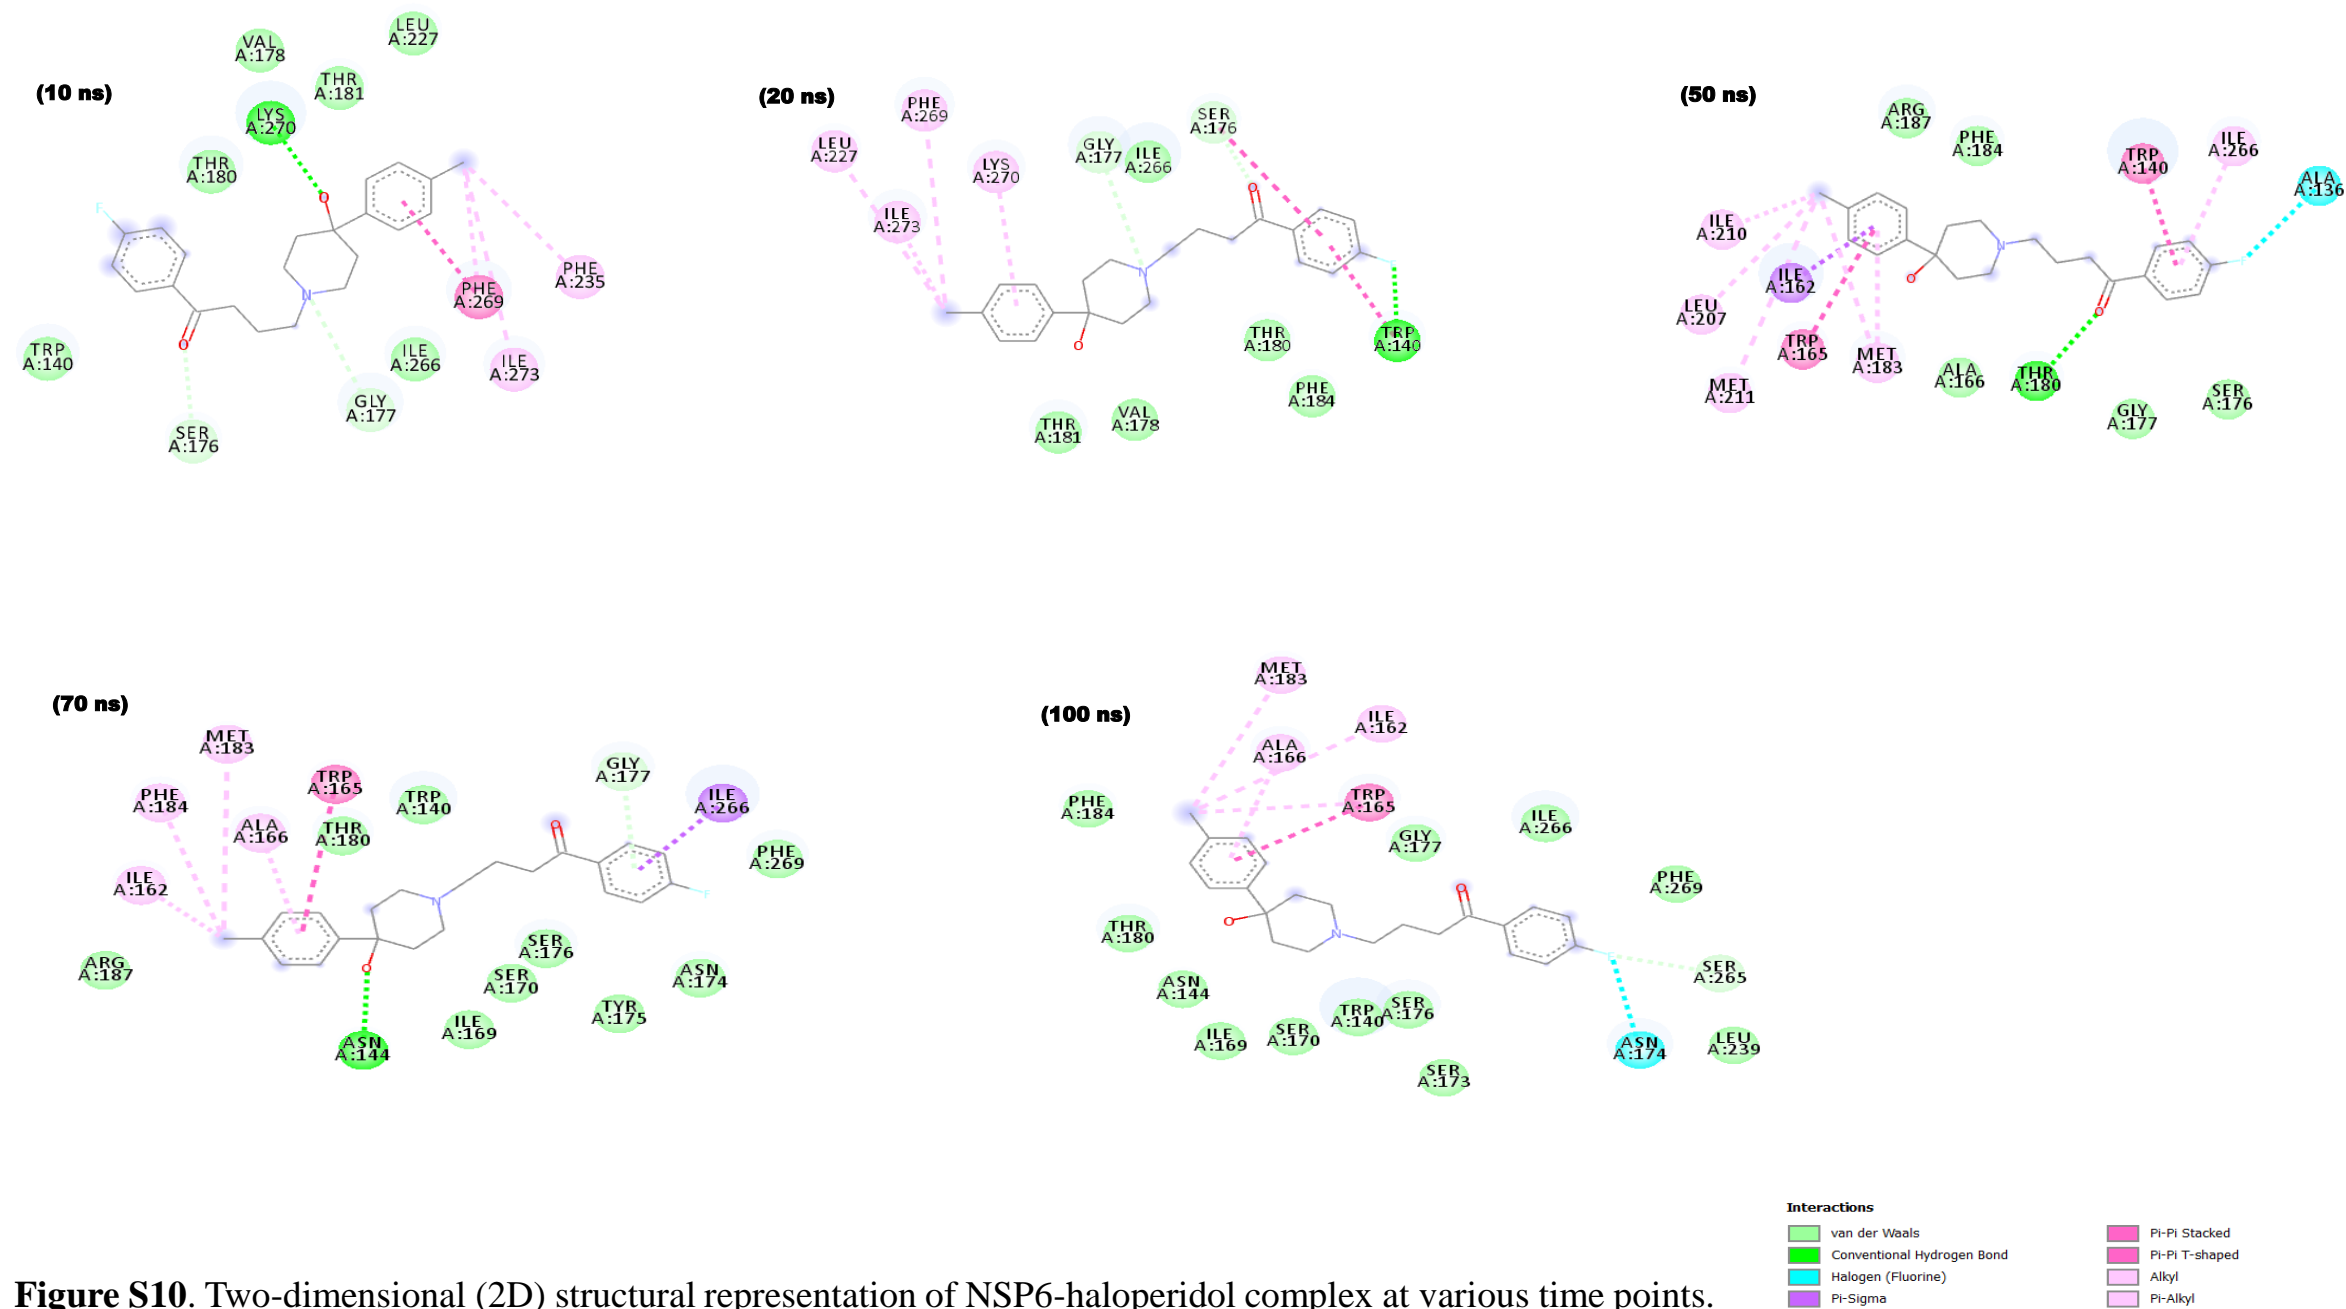 (10 ns)
VAL
A:178
LEU
A:227
THR
A:181
LYS
A:270
THR
A:180
O
F
N
O
PHE
A:235
PHE
A:269
TRP
A:140
ILE
A:266
ILE
A:273
GLY
A:177
SER
A:176
(20 ns)
PHE
A:269
LEU
A:227
LYS
A:270
ILE
A:273
GLY
A:177
ILE
A:266
SER
A:176
O
N
F
O
THR
A:180
TRP
A:140
PHE
A:184
VAL
A:178
THR
A:181
(50 ns)
ARG
A:187
PHE
A:184
TRP
A:140
ILE
A:266
ALA
A:136
ILE
A:210
ILE
A:162
LEU
A:207
TRP
A:165
MET
A:183
MET
A:211
N
O
O
F
ALA
A:166
THR
A:180
GLY
A:177
SER
A:176
(70 ns)
MET
A:183
PHE
A:184
TRP
A:165
ALA
A:166
THR
A:180
TRP
A:140
GLY
A:177
ILE
A:266
PHE
A:269
ILE
A:162
ARG
A:187
O
N
F
O
SER
A:176
SER
A:170
ASN
A:174
TYR
A:175
ILE
A:169
ASN
A:144
(100 ns)
MET
A:183
ILE
A:162
ALA
A:166
PHE
A:184
TRP
A:165
GLY
A:177
ILE
A:266
PHE
A:269
THR
A:180
O
N
O
F
SER
A:265
ASN
A:144
ILE
A:169
SER
A:170
TRP
A:140
SER
A:176
SER
A:173
ASN
A:174
LEU
A:239
Interactions
van der Waals
Conventional Hydrogen Bond
Halogen (Fluorine)
Pi-Sigma
Pi-Pi Stacked
Pi-Pi T-shaped
Alkyl
Pi-Alkyl
Figure S10. Two-dimensional (2D) structural representation of NSP6-haloperidol complex at various time points.